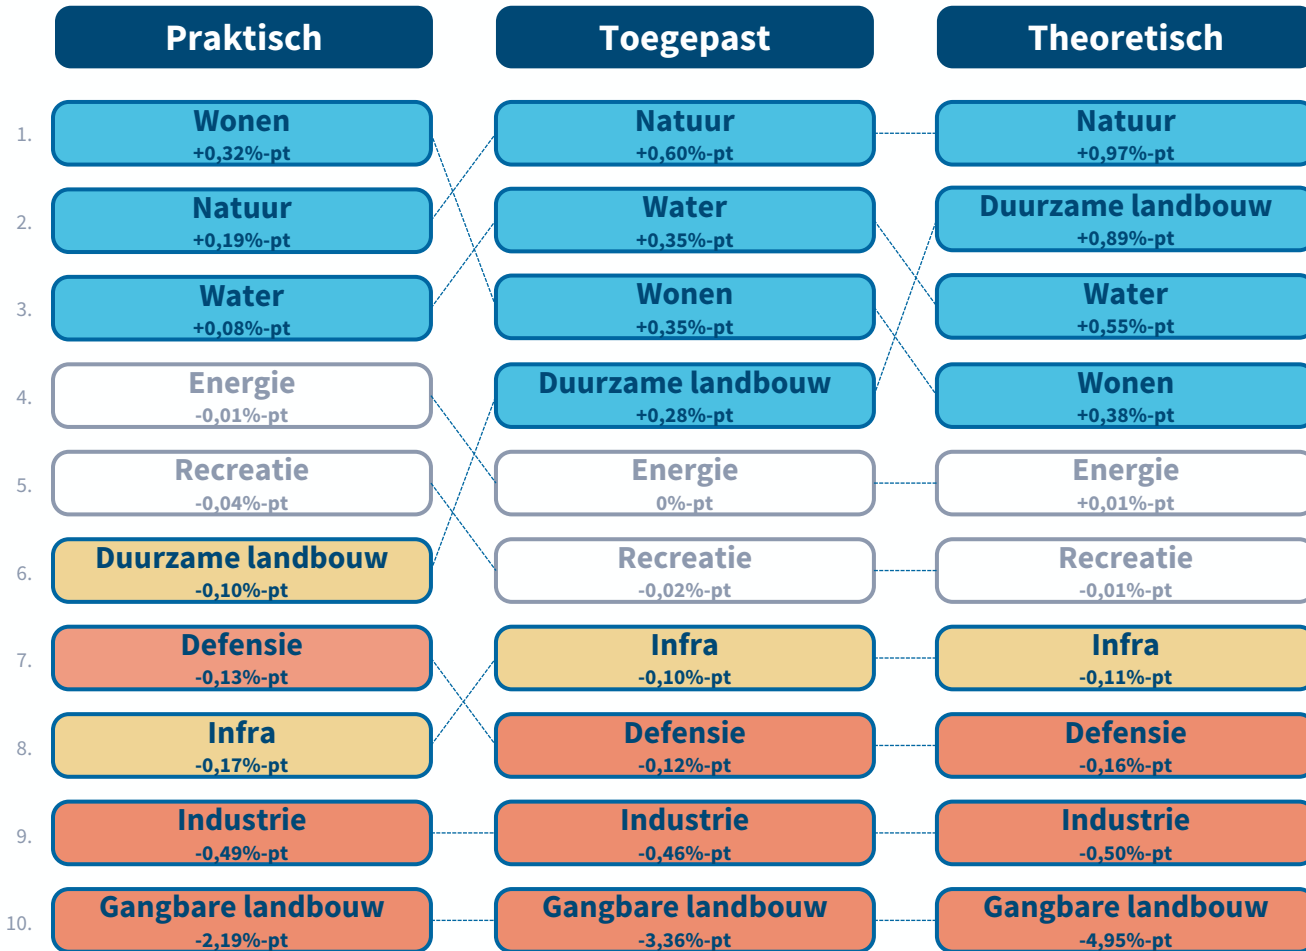 Praktisch Toegepast Theoretisch
1. Wonen Natuur Natuur
+0,32%-pt +0,60%-pt +0,97%-pt
2. Natuur Water Duurzame landbouw
+0,19%-pt +0,35%-pt +0,89%-pt
3. Water Wonen Water
+0,08%-pt +0,35%-pt +0,55%-pt
4. Energie Duurzame landbouw Wonen
-0,01%-pt +0,28%-pt +0,38%-pt
5. Recreatie Energie Energie
-0,04%-pt 0%-pt +0,01%-pt
6. Duurzame landbouw Recreatie Recreatie
-0,10%-pt -0,02%-pt -0,01%-pt
7. Defensie Infra Infra
-0,13%-pt -0,10%-pt -0,11%-pt
8. Infra Defensie Defensie
-0,17%-pt -0,12%-pt -0,16%-pt
9. Industrie Industrie Industrie
-0,49%-pt -0,46%-pt -0,50%-pt
10. Gangbare landbouw Gangbare landbouw Gangbare landbouw
-2,19%-pt -3,36%-pt -4,95%-pt